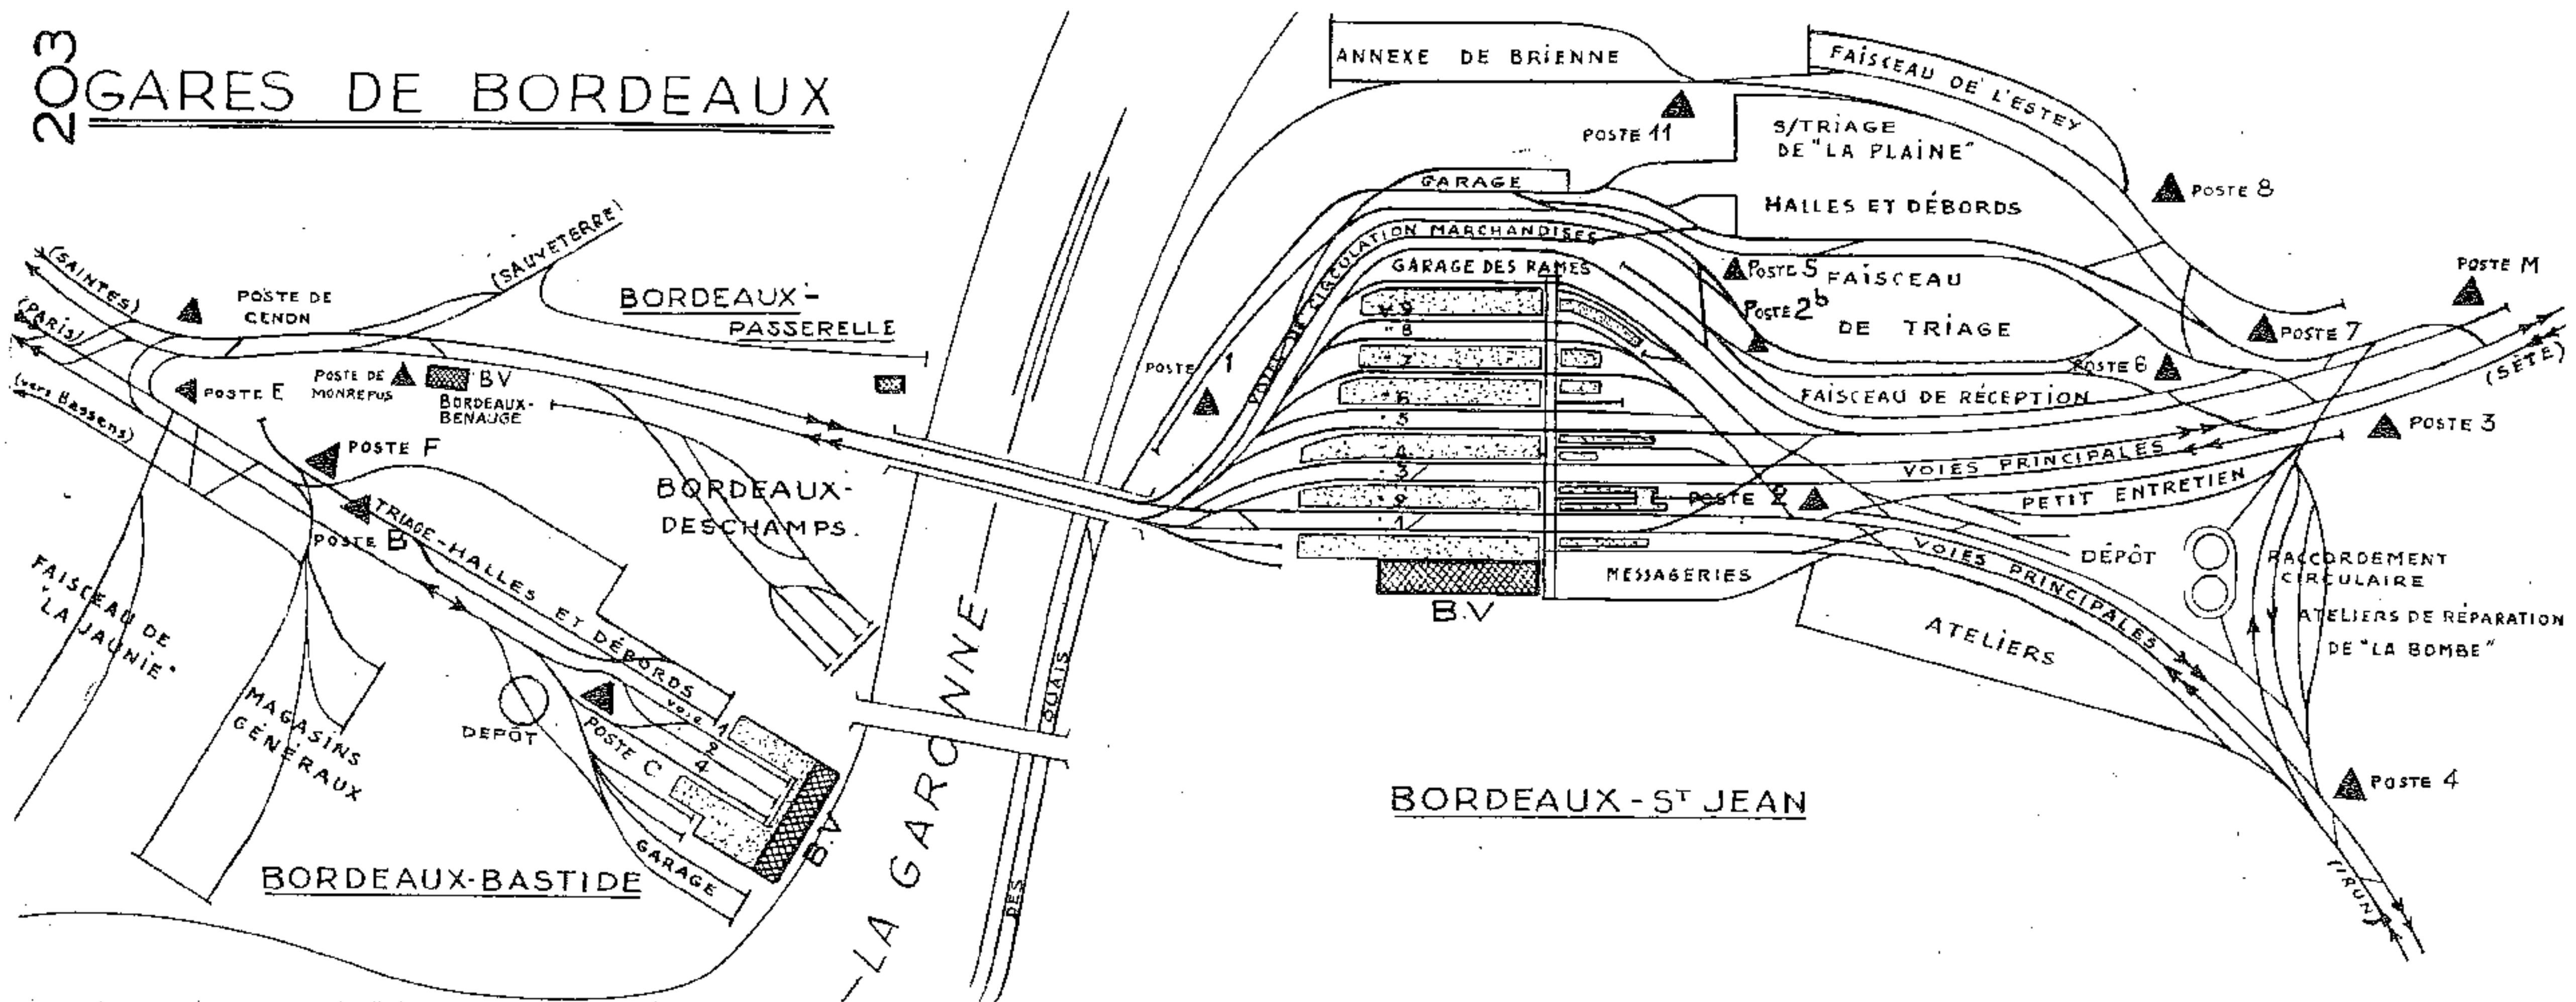 203
GARES DE BORDEAUX
(SAINTES)
(PARIS)
(vers Bassens)
POSTE DE
CENON
(SAUVETERRE)
BORDEAUX-
PASSERELLE
POSTE E
POSTE DE
MONREPOS
BV
BORDEAUX-
BENAUGE
POSTE F
POSTE B
TRIAGE-HALLES ET DÉBORDS
BORDEAUX-
DESCHAMPS.
FAISCEAU DE
"LA JAUNIE"
MAGASINS
GÉNÉRAUX
DEPÔT
POSTE C
VOIE 1
2
4
B.V
GARAGE
BORDEAUX-BASTIDE
LA GARONNE
QUAIS
DES
ANNEXE DE BRIENNE
FAISCEAU DE L'ESTEY
POSTE 11
S/TRIAGE
DE "LA PLAINE"
POSTE 8
GARAGE
HALLES ET DÉBORDS
VOIES DE CIRCULATION MARCHANDISES
GARAGE DES RAMES
POSTE 5
FAISCEAU
DE TRIAGE
POSTE 2b
POSTE M
POSTE 7
POSTE 6
(SÈTE)
POSTE 1
V 9
" 8
7
" 6
" 5
4
3
" 2
" 1
FAISCEAU DE RÉCEPTION
POSTE 3
VOIES PRINCIPALES
PETIT ENTRETIEN
POSTE 2
DÉPÔT
RACCORDEMENT
CIRCULAIRE
VOIES PRINCIPALES
MESSAGERIES
B.V
ATELIERS
ATELIERS DE RÉPARATION
DE "LA BOMBE"
BORDEAUX-ST JEAN
POSTE 4
(IRUN)